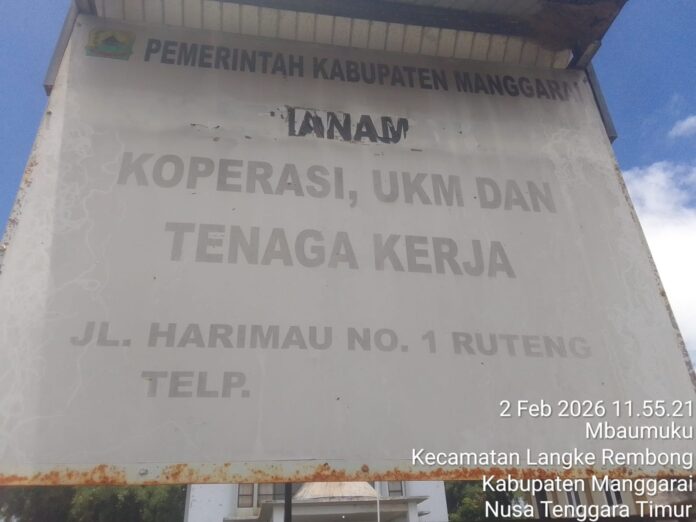 PEMERINTAH KABUPATEN MANGGARAI
TANAM
KOPERASI, UKM DAN
TENAGA KERJA
JL. HARIMAU NO. 1 RUTENG
TELP.
2 Feb 2026 11.55.21
Mbaumuku
Kecamatan Langke Rembong
Kabupaten Manggarai
Nusa Tenggara Timur